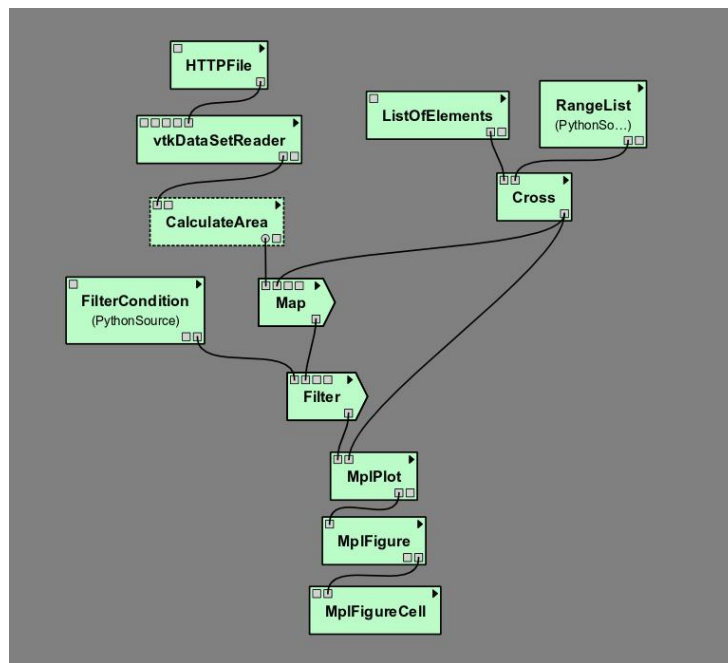 HTTPFile
vtkDataSetReader
ListOfElements
RangeList
(PythonSo...)
Cross
CalculateArea
FilterCondition
(PythonSource)
Map
Filter
MplPlot
MplFigure
MplFigureCell